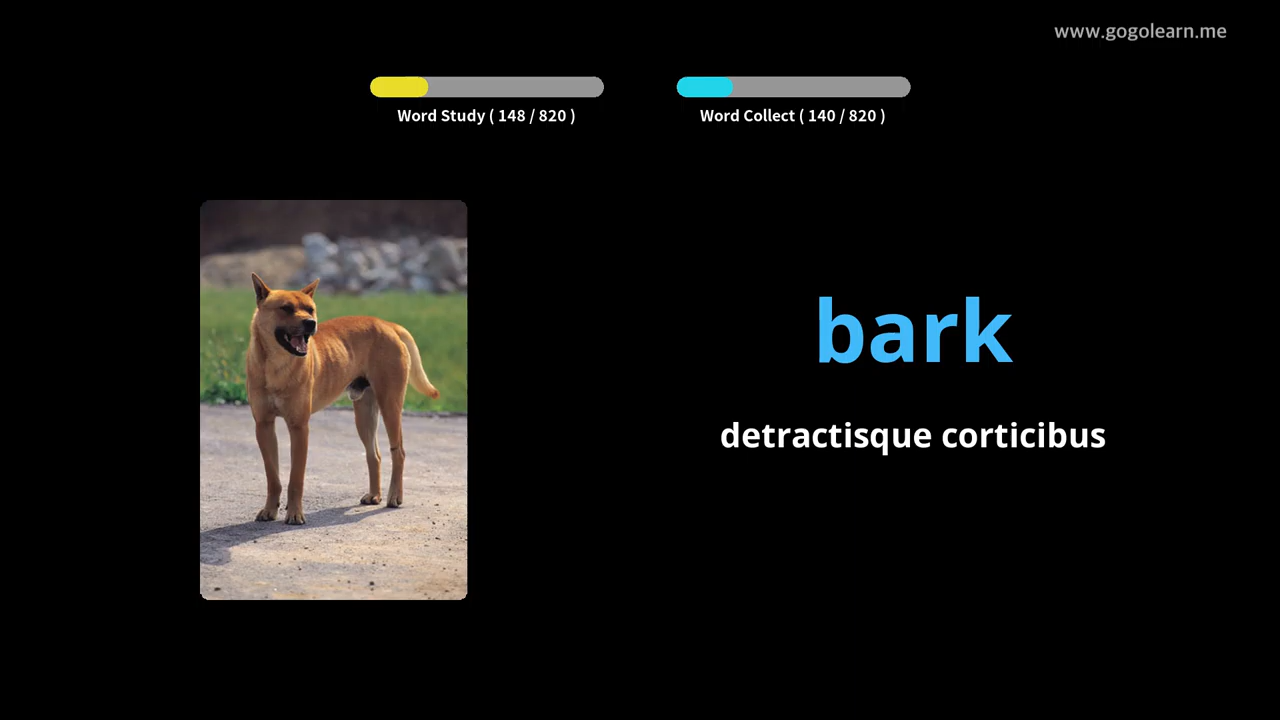 www.gogolearn.me
Word Study ( 148 / 820 )
Word Collect ( 140 / 820 )
bark
detractisque corticibus